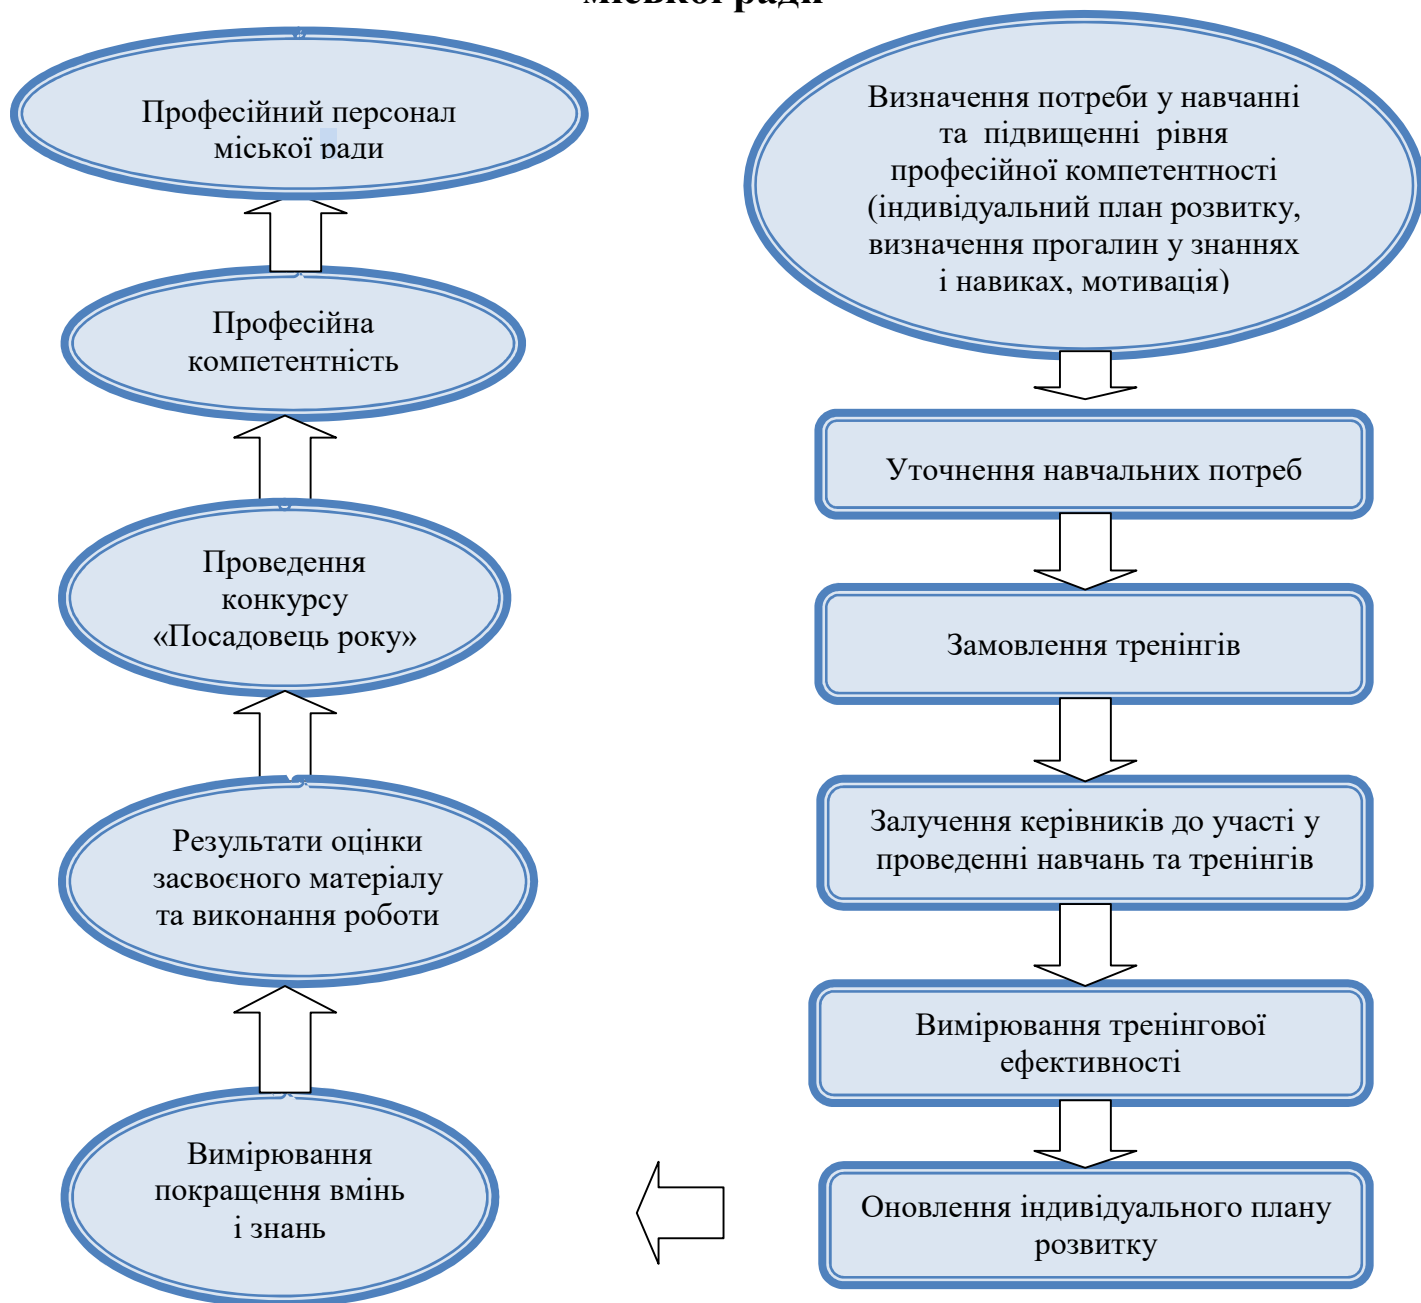 міської ради
Професійний персонал
міської ради
Професійна
компетентність
Проведення
конкурсу
«Посадовець року»
Результати оцінки
засвоєного матеріалу
та виконання роботи
Вимірювання
покращення вмінь
і знань
Визначення потреби у навчанні
та підвищенні рівня
професійної компетентності
(індивідуальний план розвитку,
визначення прогалин у знаннях
і навиках, мотивація)
Уточнення навчальних потреб
Замовлення тренінгів
Залучення керівників до участі у
проведенні навчань та тренінгів
Вимірювання тренінгової
ефективності
Оновлення індивідуального плану
розвитку